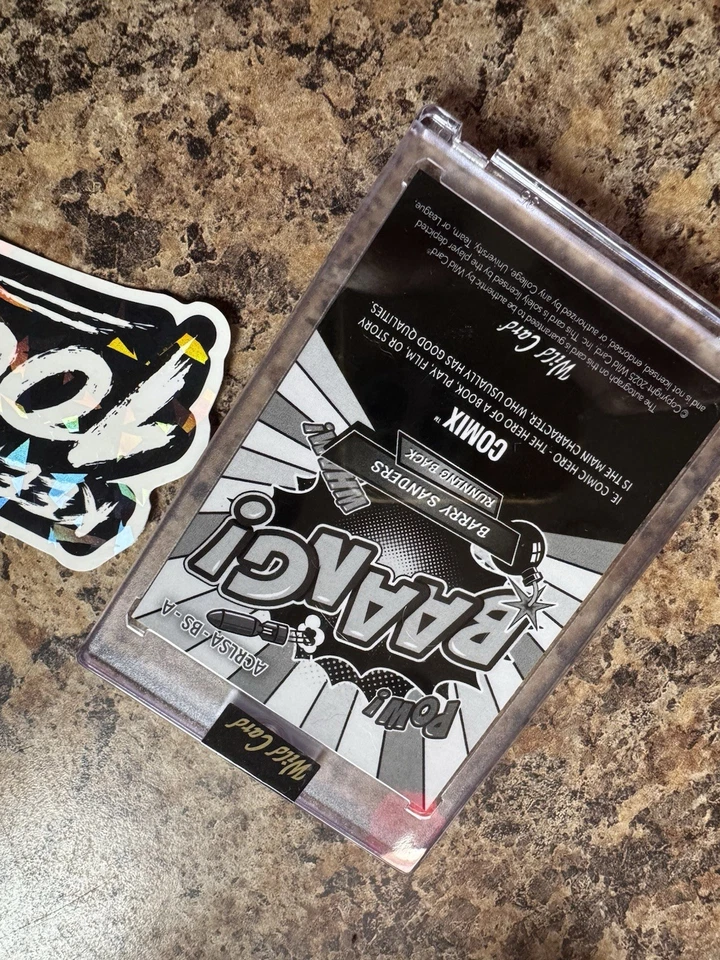 ACRLSA - BS - A
POW!
BAANG!
WHAM!
BARRY SANDERS
RUNNING BACK
COMIX™
IE. COMIC HERO - THE HERO OF A BOOK, PLAY, FILM, OR STORY
IS THE MAIN CHARACTER, WHO USUALLY HAS GOOD QUALITIES.
Wild Card®
The autograph on this card is guaranteed to be authentic by Wild Card®.
©Copyright 2025 Wild Card, Inc. This card is solely licensed by the player depicted
and is not licensed, endorsed or authorized by any College, University, Team, or League.
Wild Card
YO
KEE